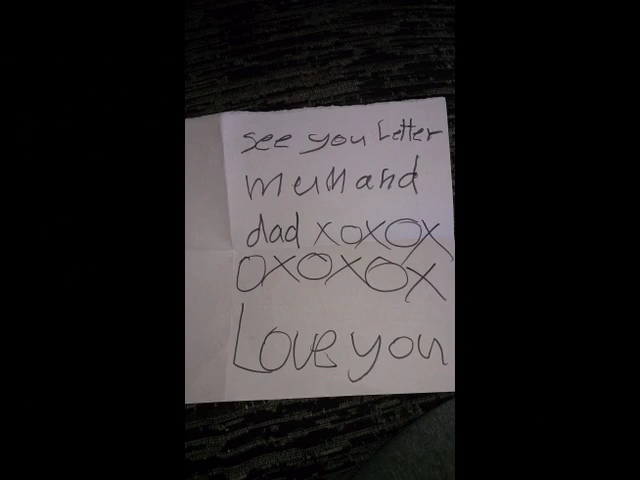 see you Letter
mum and
dad xoxox
oxoxox
Love you